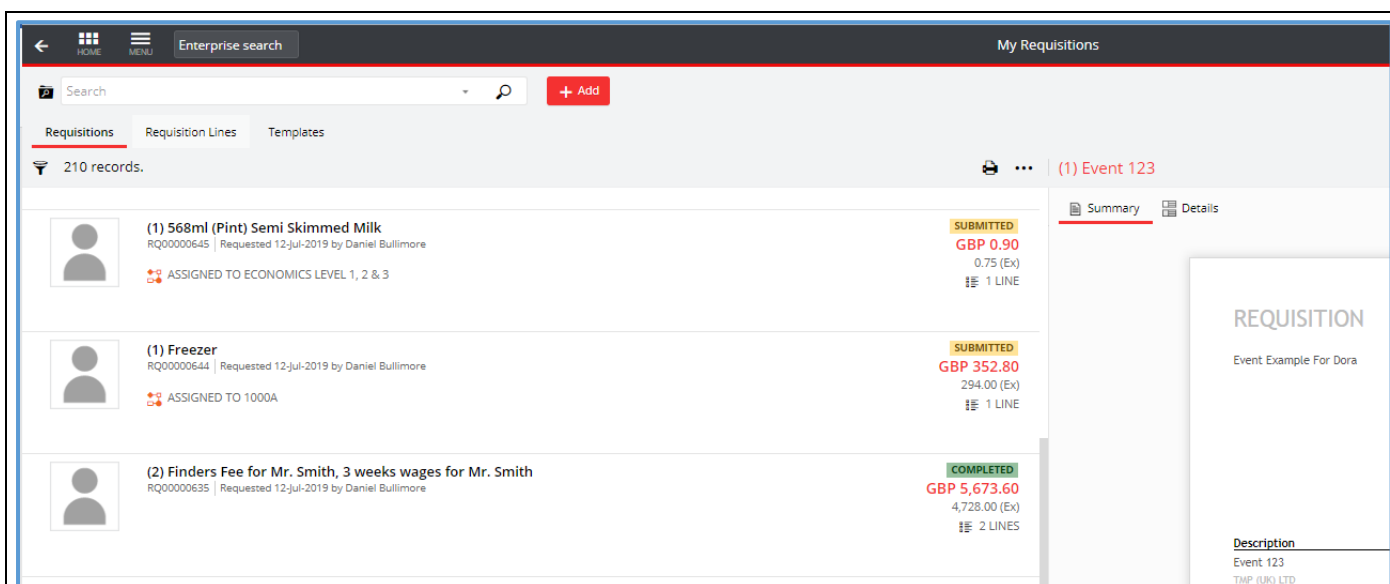 HOME
MENU
Enterprise search
My Requisitions
Search
+ Add
Requisitions
Requisition Lines
Templates
210 records.
(1) Event 123
Summary
Details
(1) 568ml (Pint) Semi Skimmed Milk
RQ00000645 | Requested 12-Jul-2019 by Daniel Bullimore
ASSIGNED TO ECONOMICS LEVEL 1, 2 & 3
SUBMITTED
GBP 0.90
0.75 (Ex)
1 LINE
(1) Freezer
RQ00000644 | Requested 12-Jul-2019 by Daniel Bullimore
ASSIGNED TO 1000A
SUBMITTED
GBP 352.80
294.00 (Ex)
1 LINE
(2) Finders Fee for Mr. Smith, 3 weeks wages for Mr. Smith
RQ00000635 | Requested 12-Jul-2019 by Daniel Bullimore
COMPLETED
GBP 5,673.60
4,728.00 (Ex)
2 LINES
REQUISITION
Event Example For Dora
Description
Event 123
TMP (UK) LTD